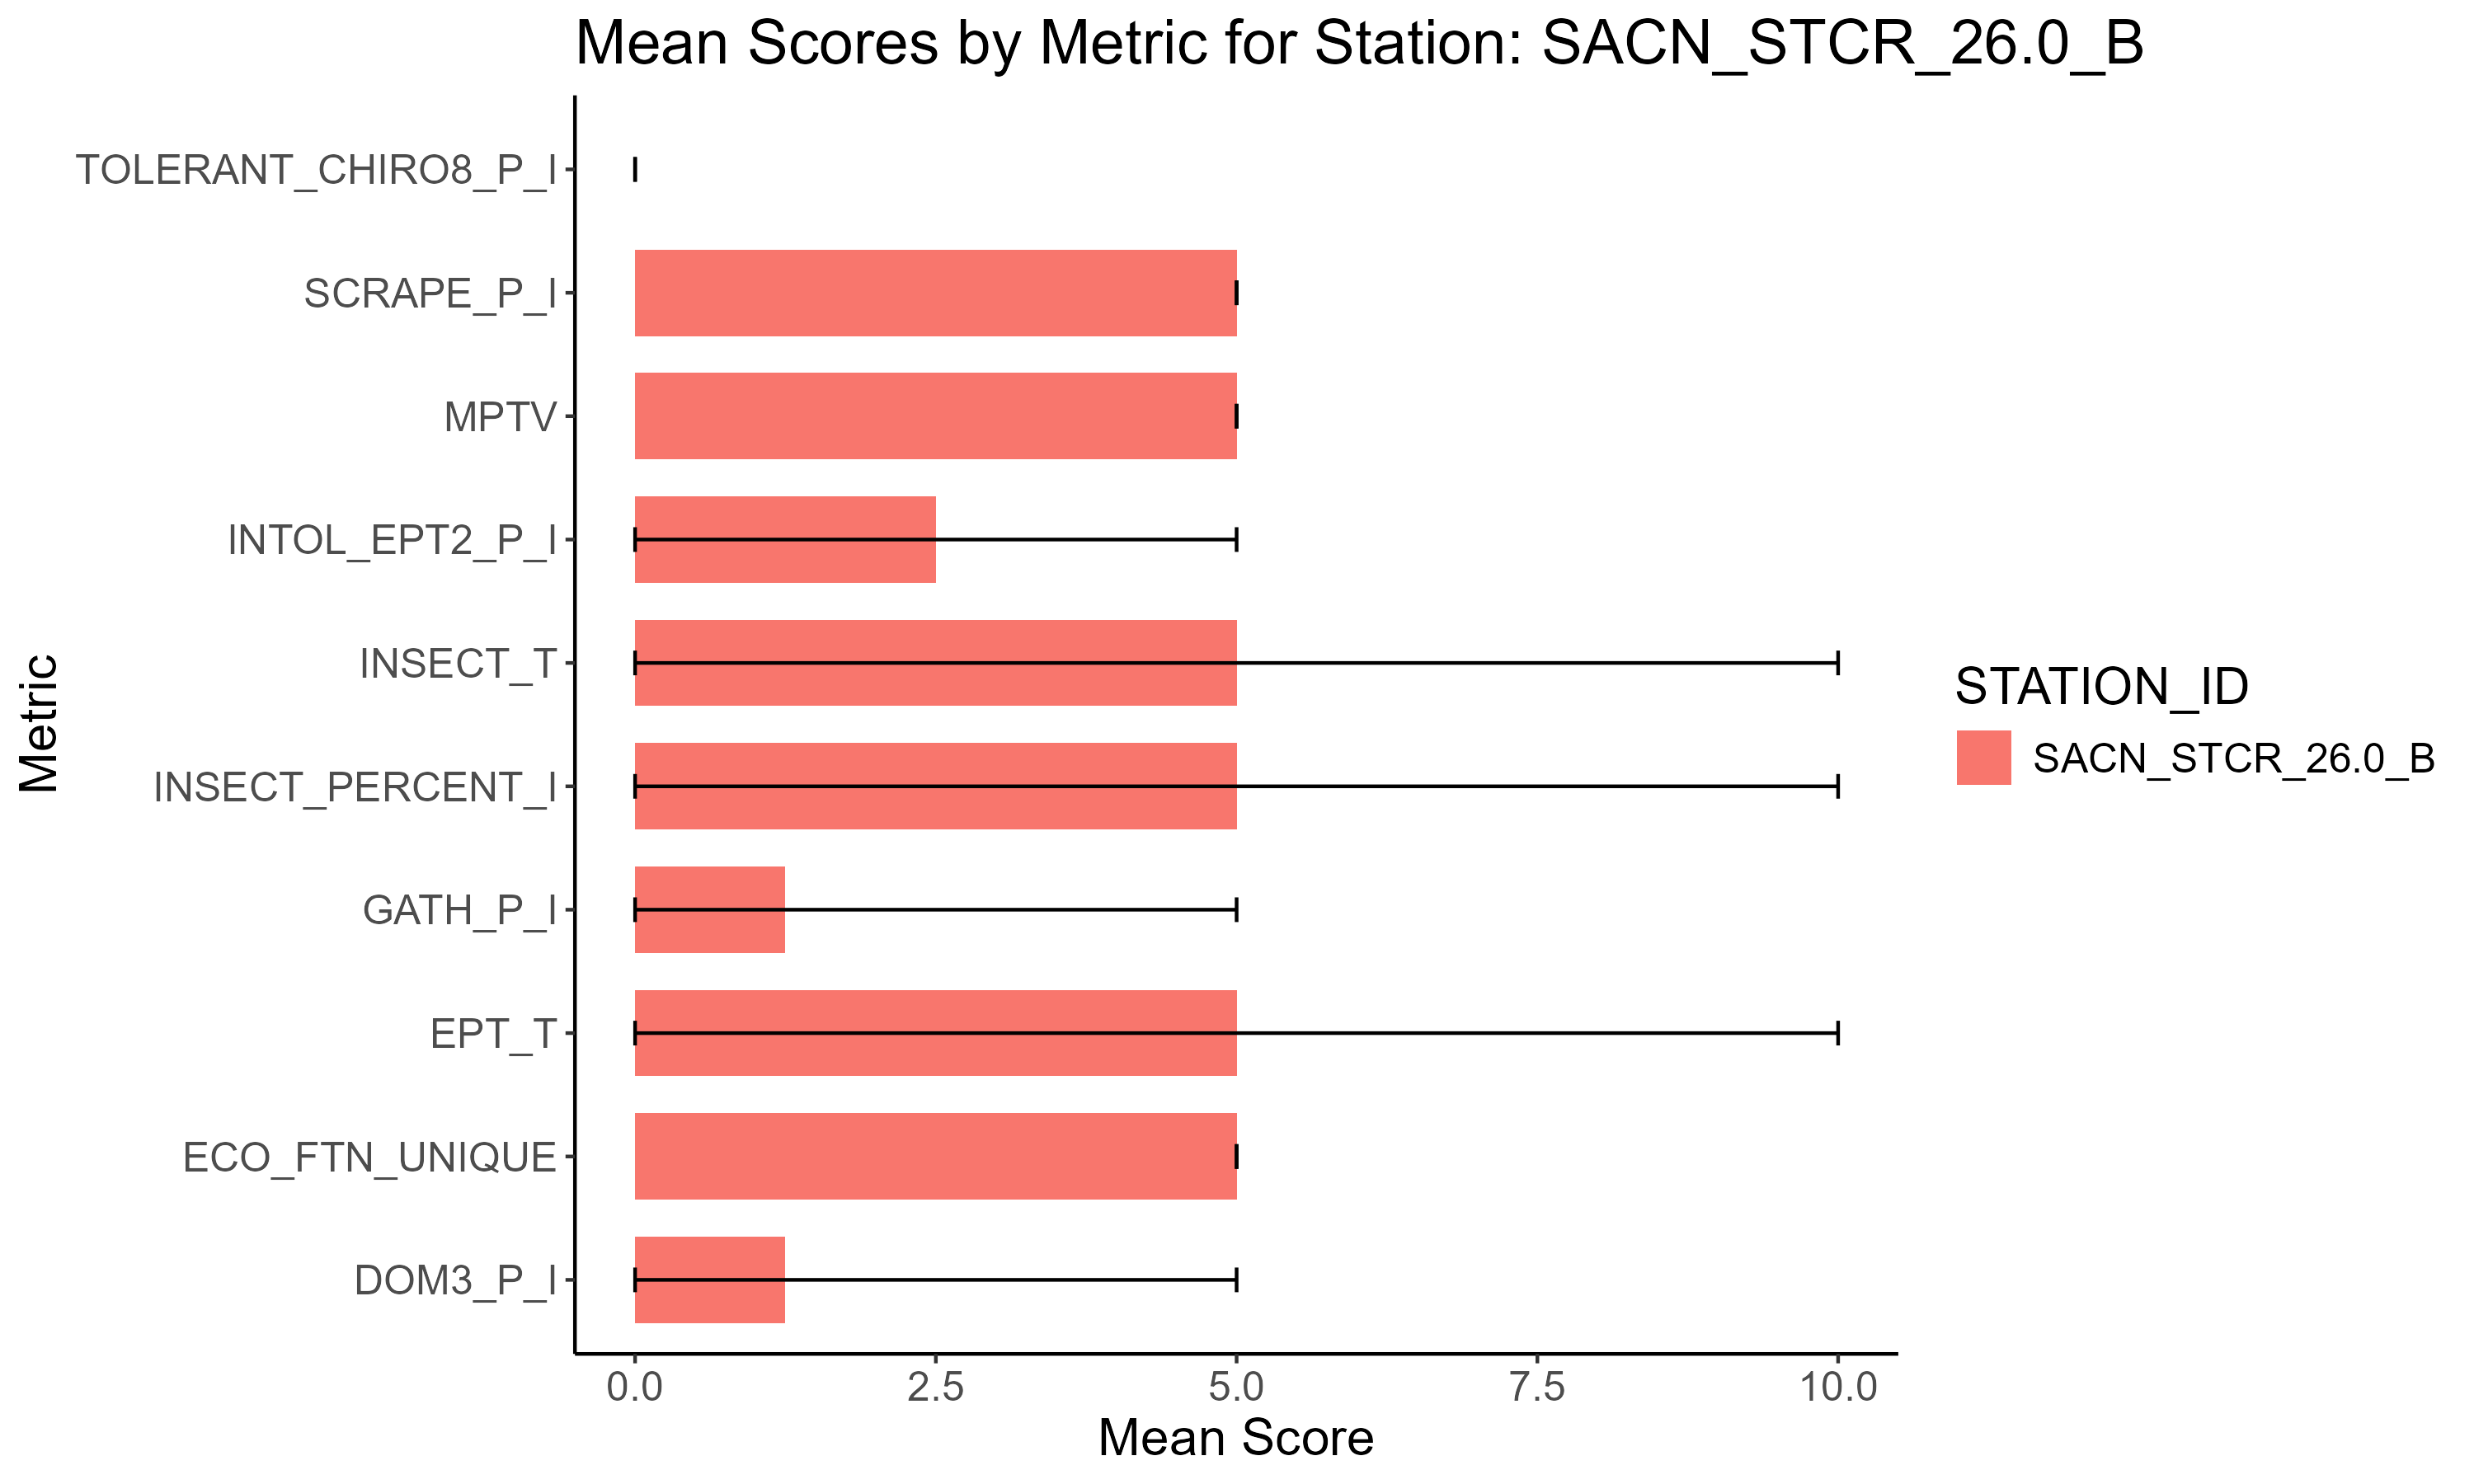 Mean Scores by Metric for Station: SACN_STCR_26.0_B
TOLERANT_CHIRO8_P_I
SCRAPE_P_I
MPTV
INTOL_EPT2_P_I
INSECT_T
INSECT_PERCENT_I
GATH_P_I
EPT_T
ECO_FTN_UNIQUE
DOM3_P_I
Metric
0.0 2.5 5.0 7.5 10.0
Mean Score
STATION_ID
SACN_STCR_26.0_B